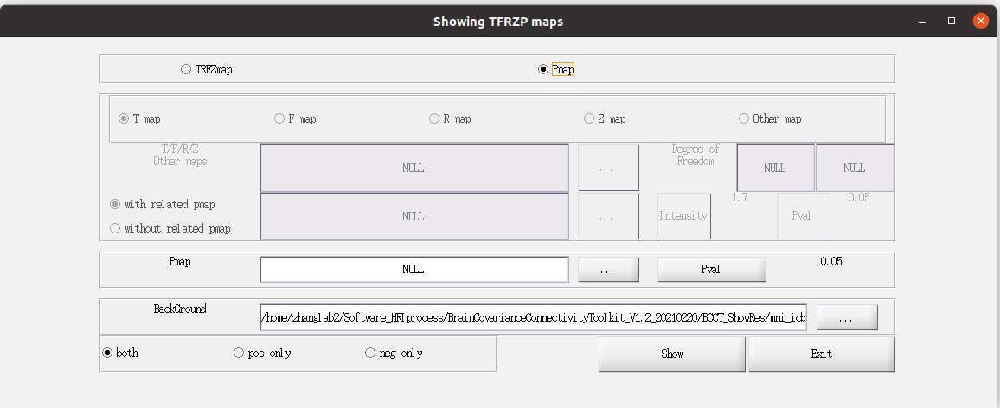 Showing TFRZP maps
TRFZmap Pmap
T map F map R map Z map Other map
T/F/R/Z
Other maps
NULL ... Degree of
Freedom
NULL NULL
with related pmap
without related pmap
NULL ... Intensity 1.7 Pval 0.05
Pmap NULL ... Pval 0.05
BackGround /home/zhanglab2/Software_MRIprocess/BrainCovarianceConnectivityToolkit_V1.2_20210220/BCCT_ShowRes/mni_icb ...
both pos only neg only Show Exit